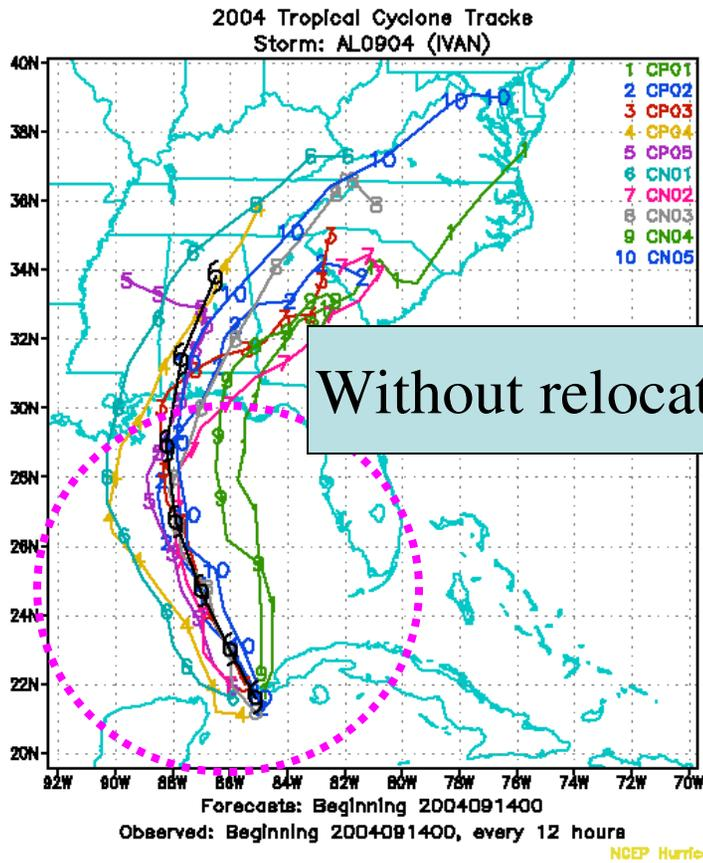 2004 Tropical Cyclone Tracks
Storm: AL0904 (IVAN)
40N
38N
36N
34N
32N
30N
28N
26N
24N
22N
20N
1 CP01
2 CP02
3 CP03
4 CP04
5 CP05
6 CN01
7 CN02
8 CN03
9 CN04
10 CN05
Without relocat
92W 90W 88W 86W 84W 82W 80W 78W 76W 74W 72W 70W
Forecasts: Beginning 2004091400
Observed: Beginning 2004091400, every 12 hours
NCEP Hurric